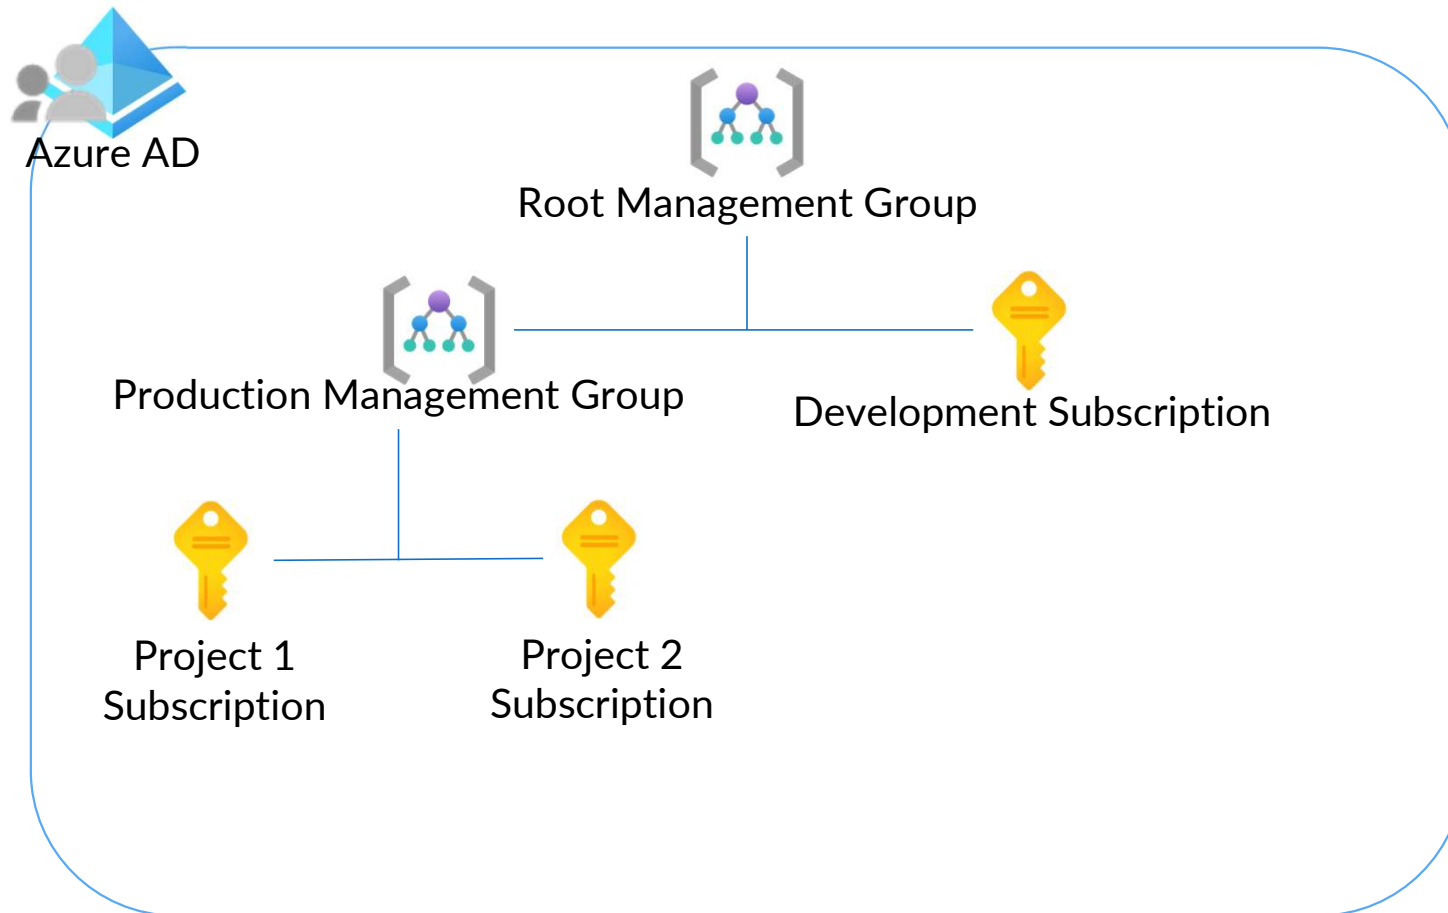 Azure AD
Root Management Group
Production Management Group
Development Subscription
Project 1
Subscription
Project 2
Subscription